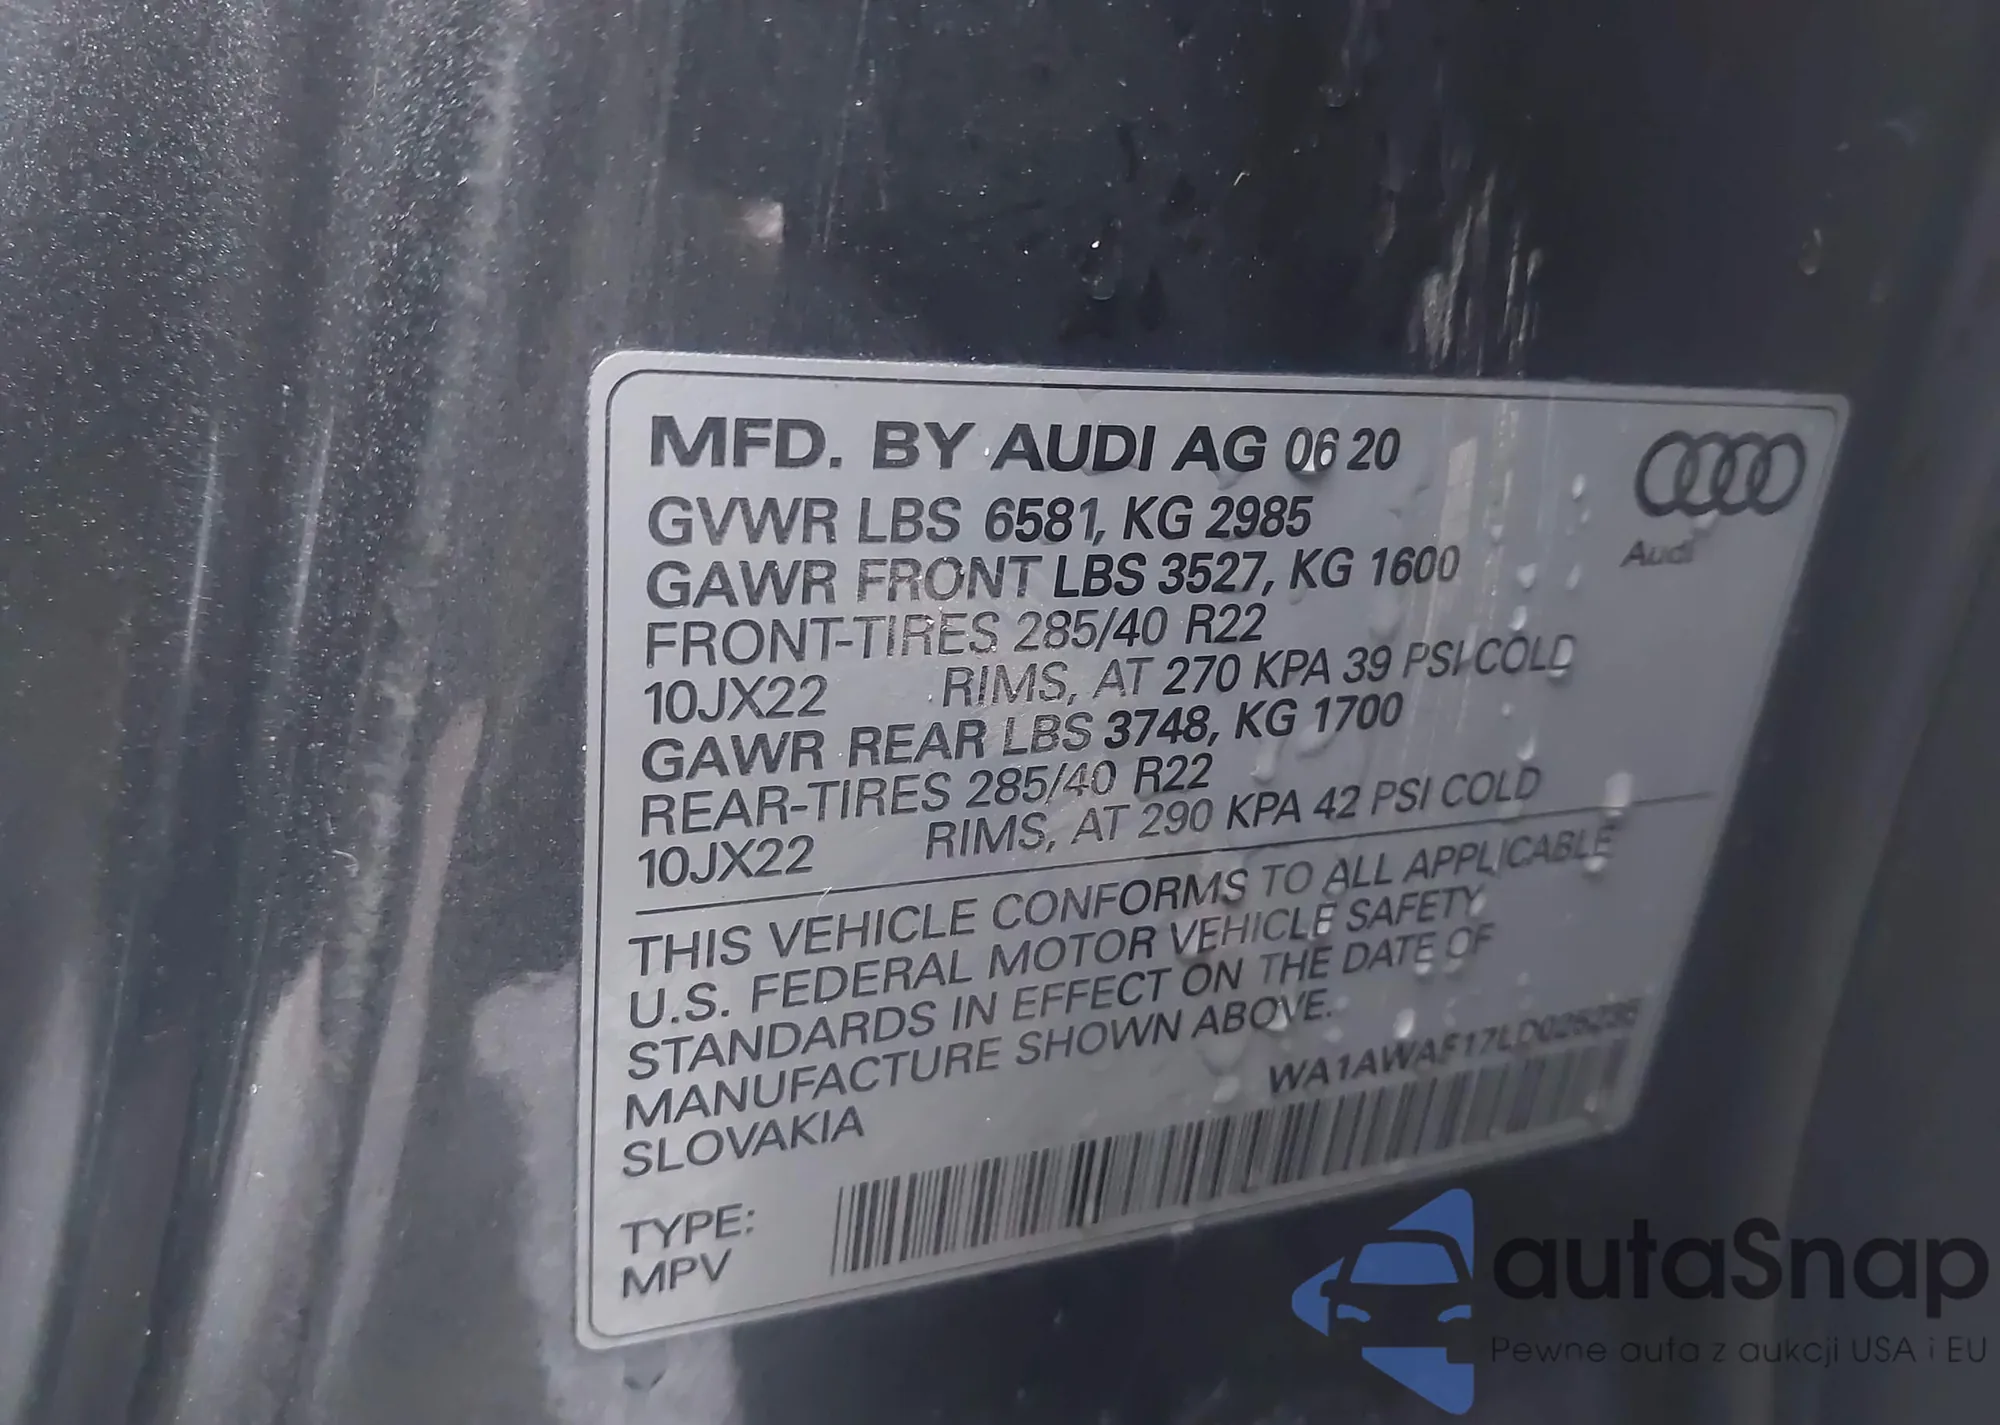 MFD. BY AUDI AG 06 20
GVWR LBS 6581, KG 2985
GAWR FRONT LBS 3527, KG 1600
FRONT-TIRES 285/40 R22
10JX22 RIMS, AT 270 KPA 39 PSI COLD
GAWR REAR LBS 3748, KG 1700
REAR-TIRES 285/40 R22
10JX22 RIMS, AT 290 KPA 42 PSI COLD
Audi
THIS VEHICLE CONFORMS TO ALL APPLICABLE
U.S. FEDERAL MOTOR VEHICLE SAFETY
STANDARDS IN EFFECT ON THE DATE OF
MANUFACTURE SHOWN ABOVE.
SLOVAKIA
TYPE:
MPV
autaSnap
Pewne auta z aukcji USA i EU